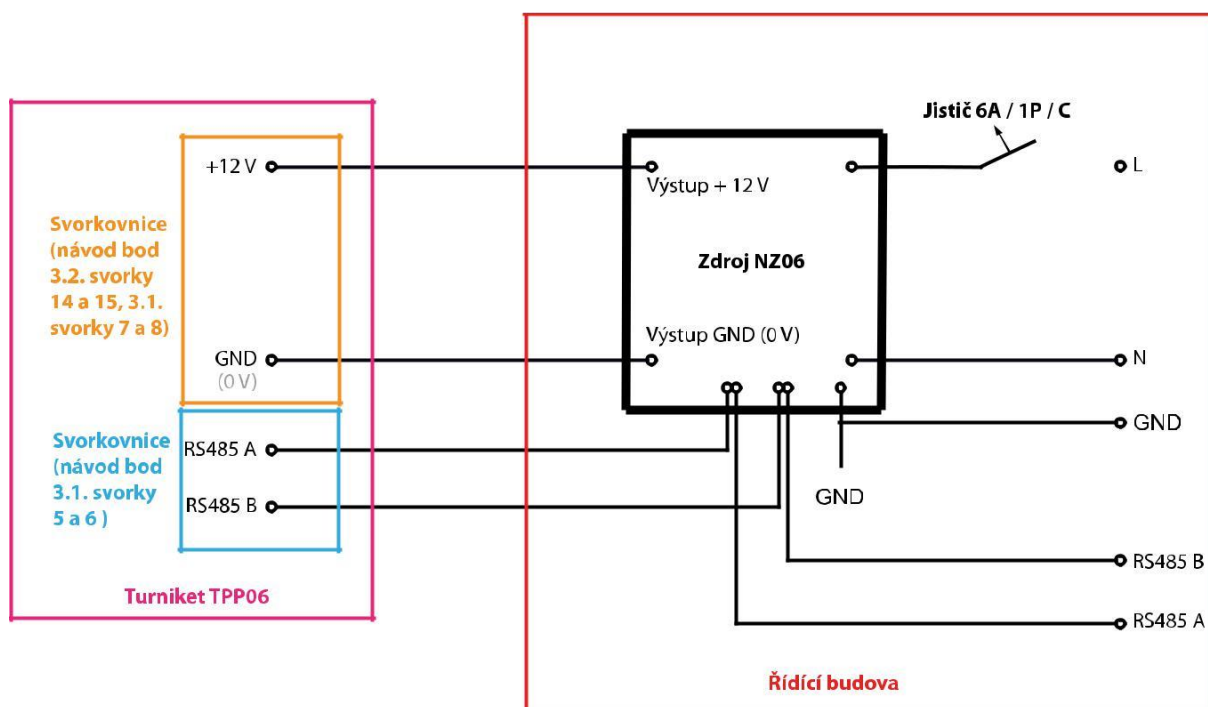 Jistič 6A / 1P / C
+12 V
Výstup + 12 V
L
Svorkovnice
(návod bod
3.2. svorky
14 a 15, 3.1.
svorky 7 a 8)
Zdroj NZ06
GND
(0 V)
Výstup GND (0 V)
N
GND
Svorkovnice
(návod bod
3.1. svorky
5 a 6 )
RS485 A
RS485 B
GND
RS485 B
RS485 A
Turniket TPP06
Řídící budova